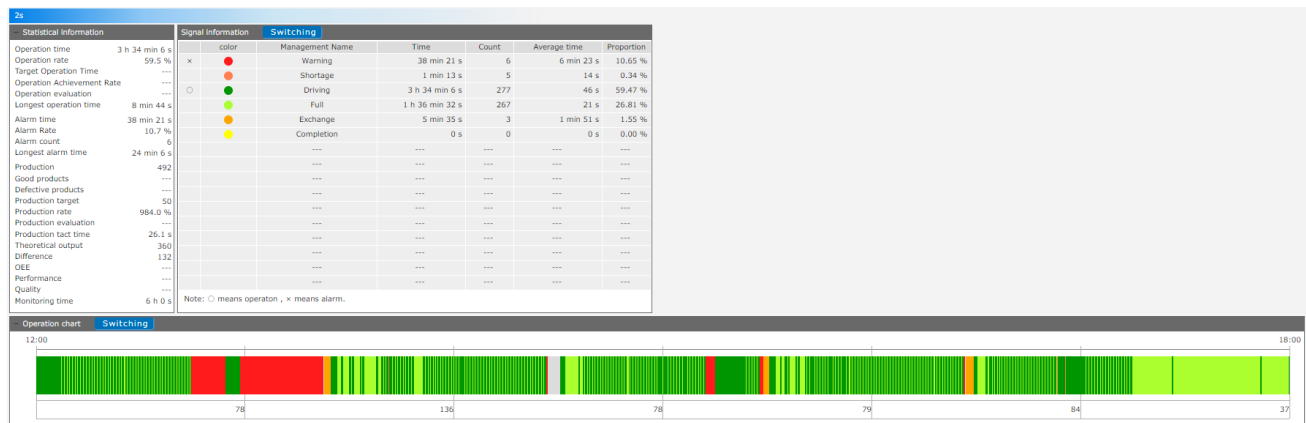 2s
Statistical Information
Operation time 3 h 34 min 6 s
Operation rate 59.5 %
Target Operation Time ---
Operation Achievement Rate
Operation evaluation ---
Longest operation time 8 min 44 s
Alarm time 38 min 21 s
Alarm Rate 10.7 %
Alarm count 6
Longest alarm time 24 min 6 s
Production 492
Good products ---
Defective products ---
Production target 50
Production rate 984.0 %
Production evaluation ---
Production tact time 26.1 s
Theoretical output 360
Difference 132
OEE ---
Performance ---
Quality ---
Monitoring time 6 h 0 s
Signal information Switching
color Management Name Time Count Average time Proportion
× Warning 38 min 21 s 6 6 min 23 s 10.65 %
Shortage 1 min 13 s 5 14 s 0.34 %
○ Driving 3 h 34 min 6 s 277 46 s 59.47 %
Full 1 h 36 min 32 s 267 21 s 26.81 %
Exchange 5 min 35 s 3 1 min 51 s 1.55 %
Completion 0 s 0 0 s 0.00 %
--- --- --- --- ---
--- --- --- --- ---
--- --- --- --- ---
--- --- --- --- ---
--- --- --- --- ---
--- --- --- --- ---
--- --- --- --- ---
--- --- --- --- ---
--- --- --- --- ---
--- --- --- --- ---
Note: ○ means operaton , × means alarm.
Operation chart Switching
12:00 18:00
78 136 78 79 84 37